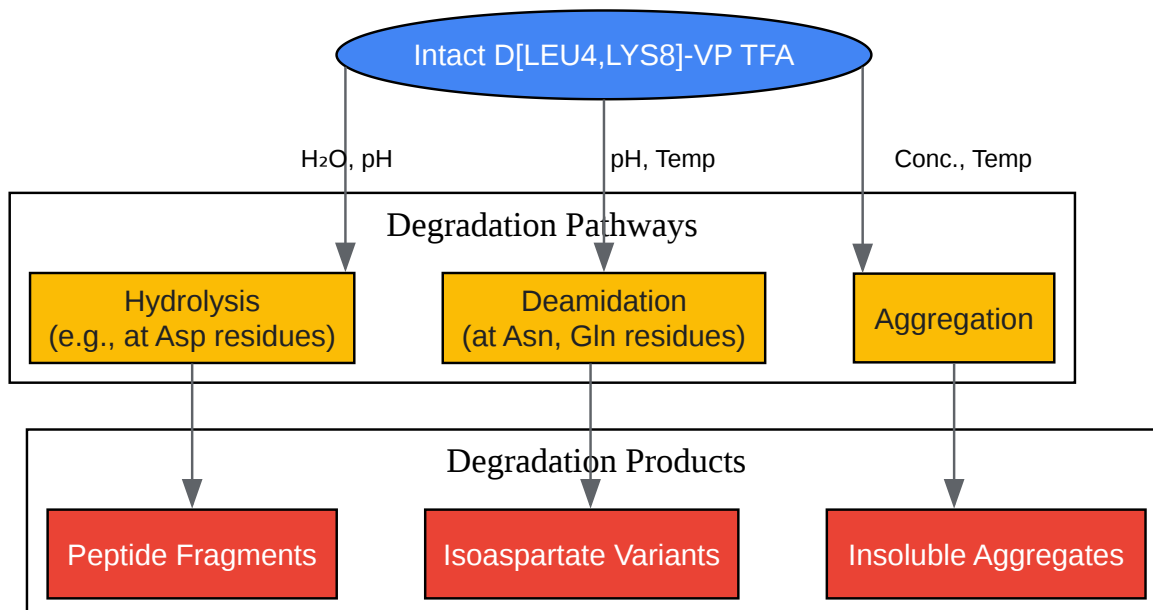 Intact D[LEU4,LYS8]-VP TFA
H₂O, pH
pH, Temp
Conc., Temp
Degradation Pathways
Hydrolysis
(e.g., at Asp residues)
Deamidation
(at Asn, Gln residues)
Aggregation
Degradation Products
Peptide Fragments
Isoaspartate Variants
Insoluble Aggregates